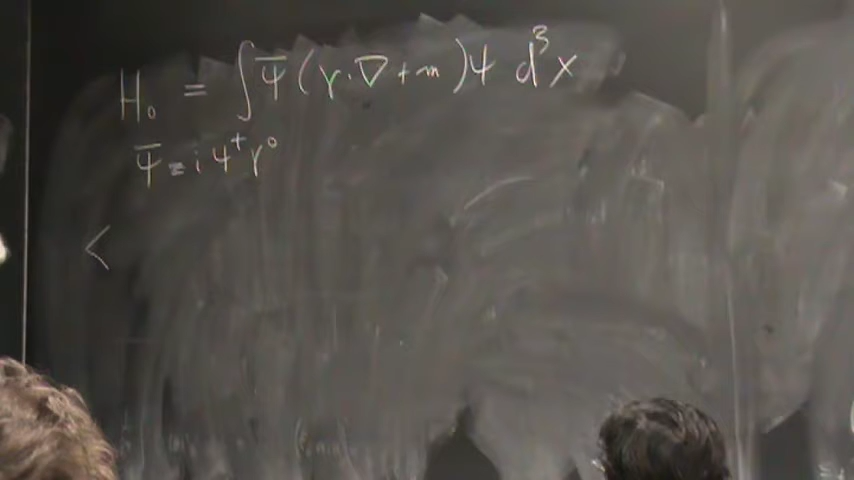 H₀ = ∫ ψ̄ (γ·∇ + m) ψ d³x
ψ̄ = i ψ† γ⁰
<